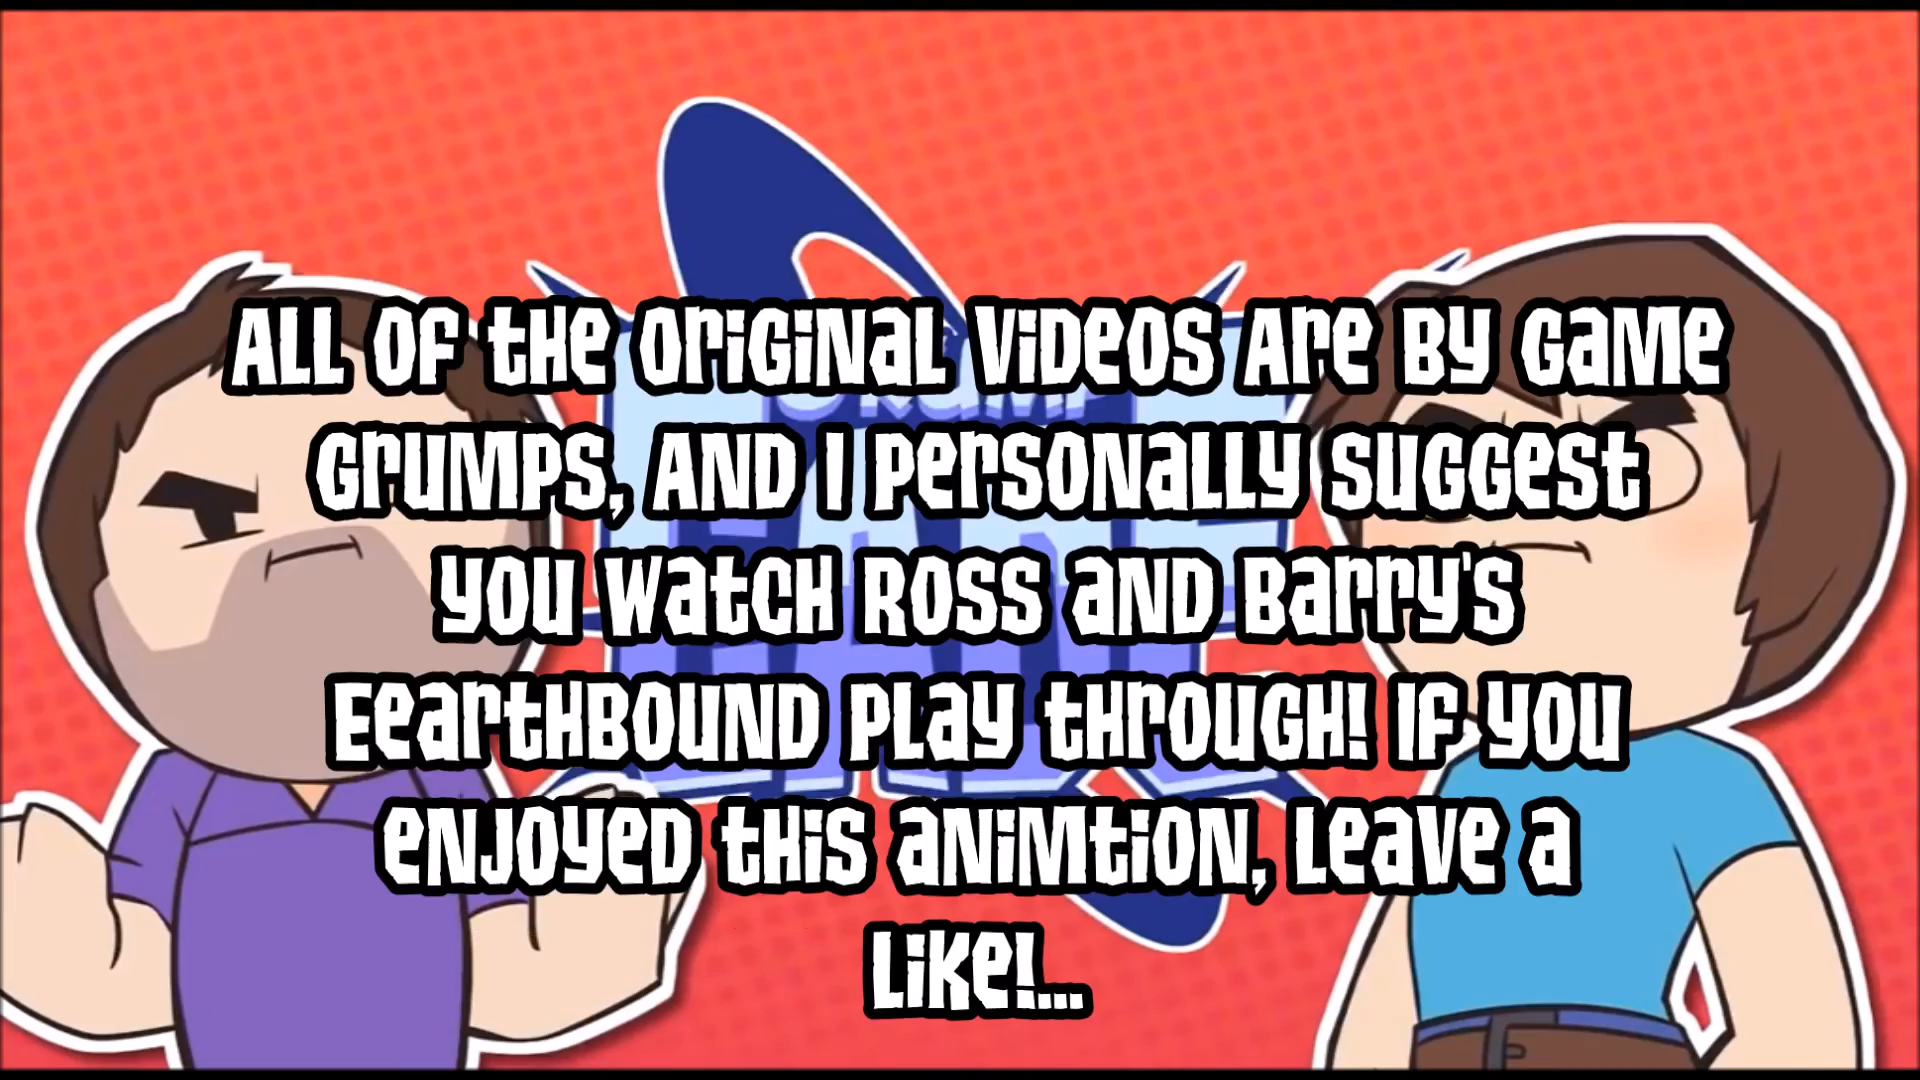 All of the original videos are by Game
Grumps, and I personally suggest
you watch Ross and Barry's
Eearthbound play through! If you
enjoyed this animtion, leave a
like!...